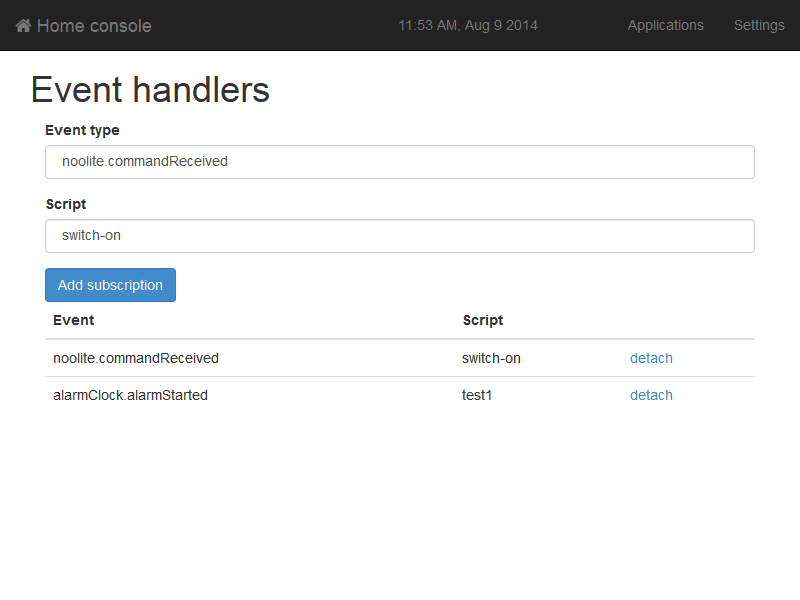 Home console 11:53 AM, Aug 9 2014 Applications Settings
Event handlers
Event type
noolite.commandReceived
Script
switch-on
Add subscription
Event Script
noolite.commandReceived switch-on detach
alarmClock.alarmStarted test1 detach